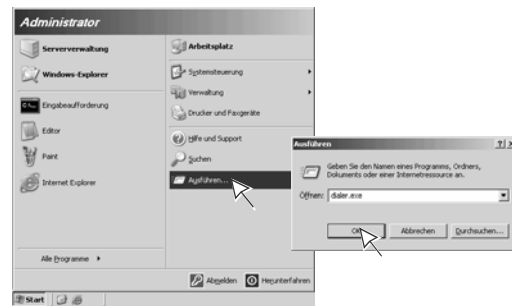 Administrator
Serververwaltung
Windows-Explorer
Eingabeaufforderung
Editor
Paint
Internet Explorer
Alle Programme
Arbeitsplatz
Systemsteuerung
Verwaltung
Drucker und Faxgeräte
Hilfe und Support
Suchen
Ausführen...
Abmelden Herunterfahren
Start
Ausführen
Geben Sie den Namen eines Programms, Ordners,
Dokuments oder einer Internetressource an.
Öffnen: dialer.exe
OK Abbrechen Durchsuchen...